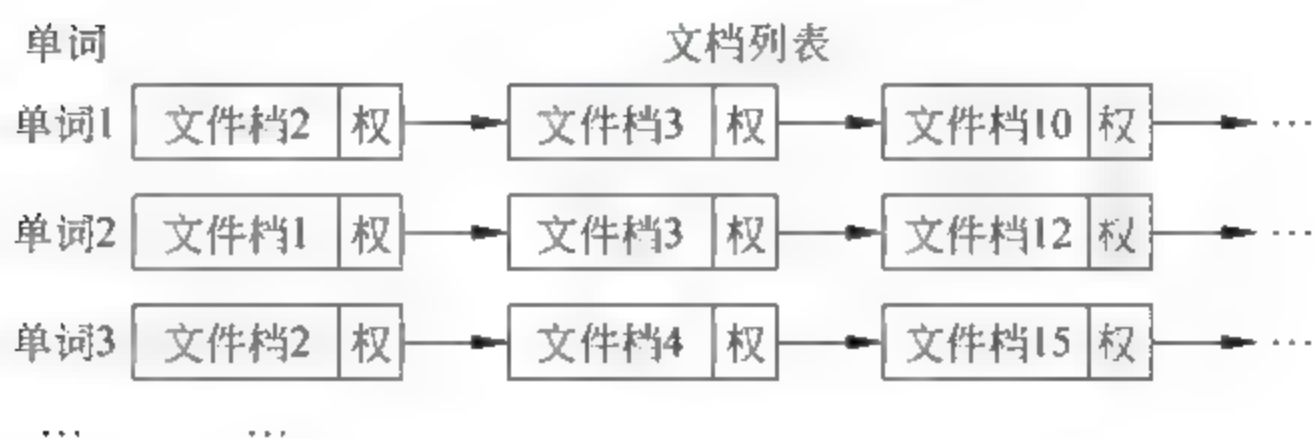 单词 文档列表
单词1 文件档2 权 文件档3 权 文件档10 权 …
单词2 文件档1 权 文件档3 权 文件档12 权 …
单词3 文件档2 权 文件档4 权 文件档15 权 …
… …